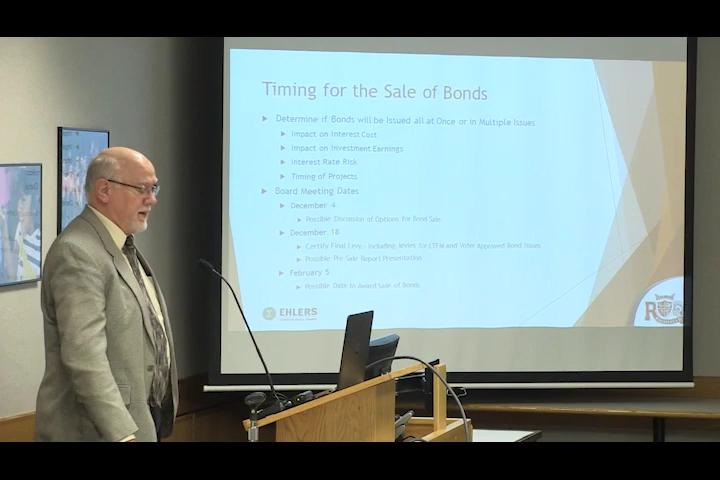 Timing for the Sale of Bonds
Determine if Bonds will be Issued all at Once or in Multiple Issues
Impact on Interest Cost
Impact on Investment Earnings
Interest Rate Risk
Timing of Projects
Board Meeting Dates
December 4
Possible Discussion of Options for Bond Sale
December 18
Certify Final Levy - Including levies for LTFM and Voter Approved Bond Issues
Possible Pre-Sale Report Presentation
February 5
Possible Date to Award Sale of Bonds
EHLERS